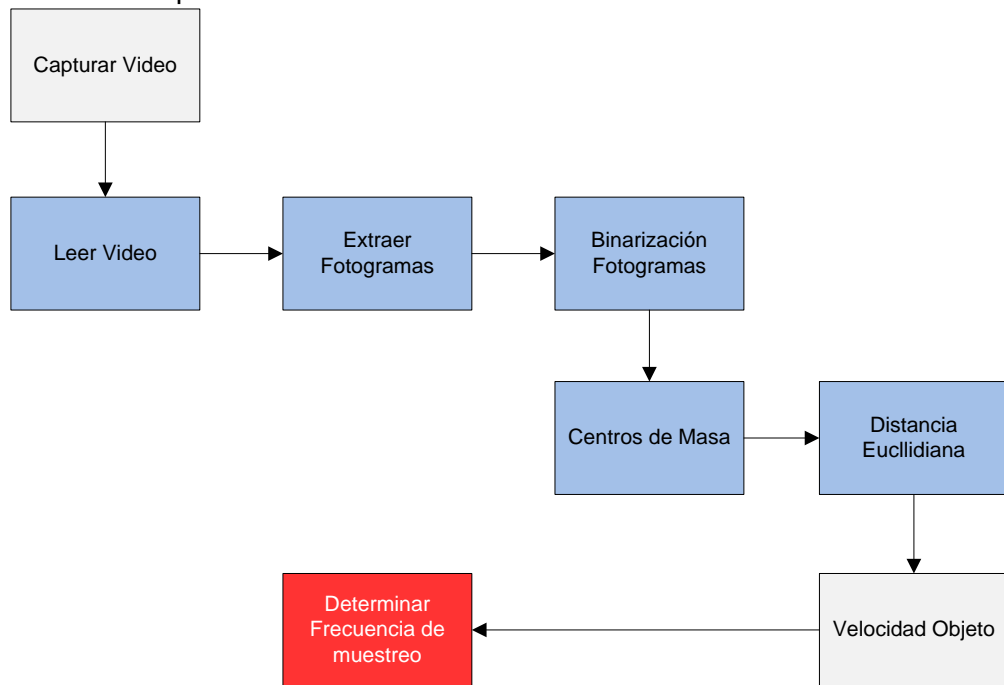 Capturar Video
Leer Video
Extraer
Fotogramas
Binarización
Fotogramas
Centros de Masa
Distancia
Eucllidiana
Determinar
Frecuencia de
muestreo
Velocidad Objeto